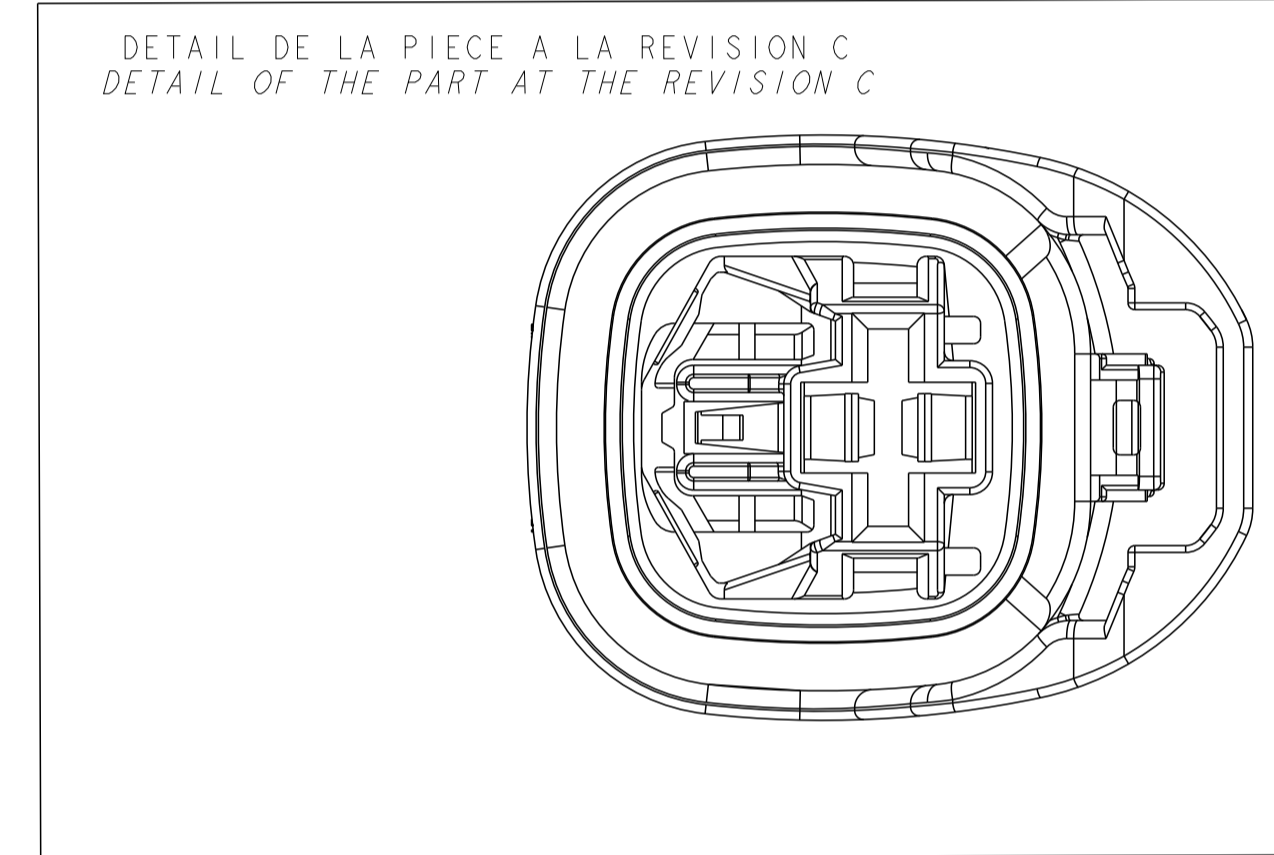 DETAIL DE LA PIECE A LA REVISION C
DETAIL OF THE PART AT THE REVISION C